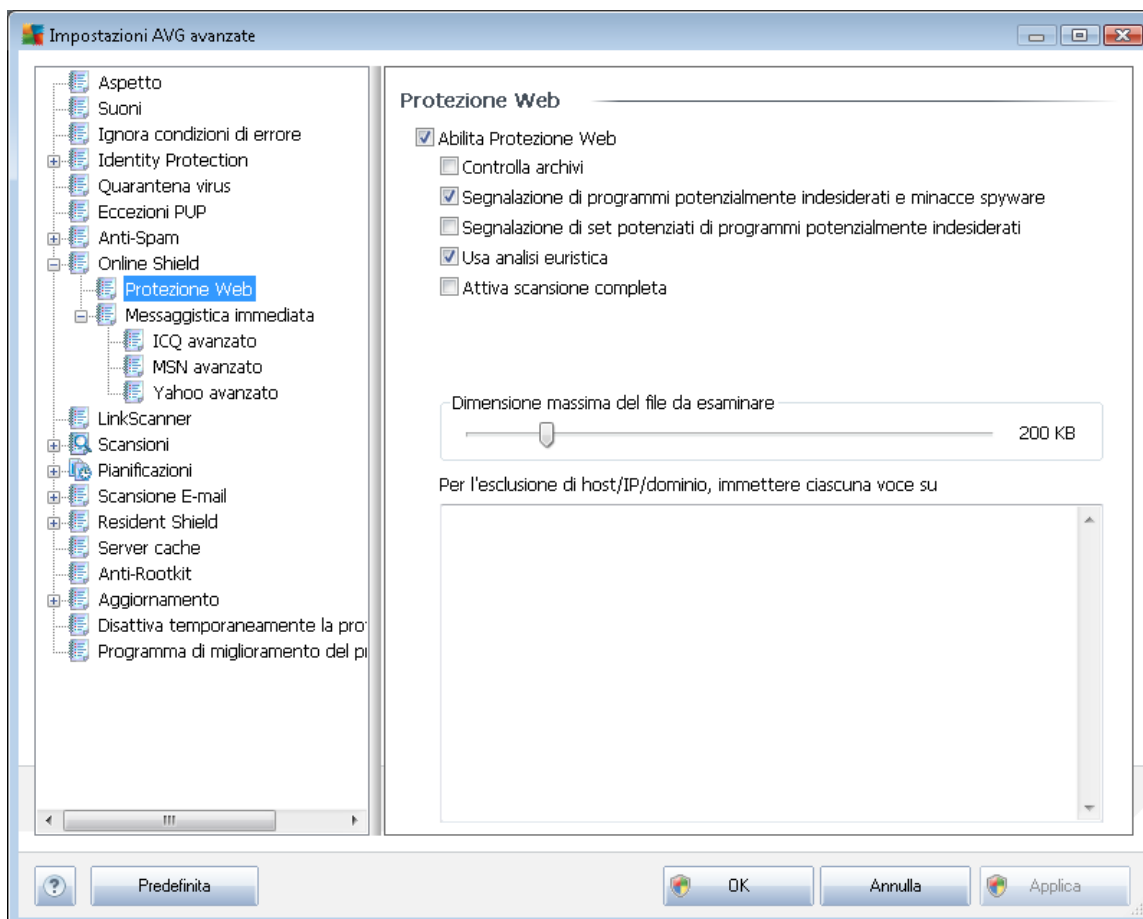 Impostazioni AVG avanzate
Aspetto
Suoni
Ignora condizioni di errore
Identity Protection
Quarantena virus
Eccezioni PUP
Anti-Spam
Online Shield
Protezione Web
Messaggistica immediata
ICQ avanzato
MSN avanzato
Yahoo avanzato
LinkScanner
Scansioni
Pianificazioni
Scansione E-mail
Resident Shield
Server cache
Anti-Rootkit
Aggiornamento
Disattiva temporaneamente la pro
Programma di miglioramento del p
Protezione Web
Abilita Protezione Web
Controlla archivi
Segnalazione di programmi potenzialmente indesiderati e minacce spyware
Segnalazione di set potenziati di programmi potenzialmente indesiderati
Usa analisi euristica
Attiva scansione completa
Dimensione massima del file da esaminare
200 KB
Per l'esclusione di host/IP/dominio, immettere ciascuna voce su
?
Predefinita
OK
Annulla
Applica